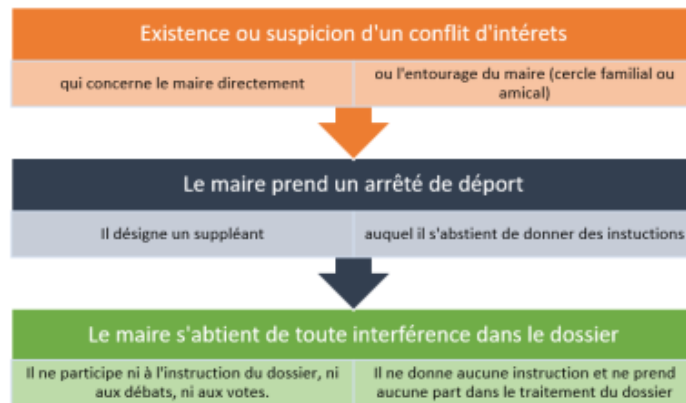 Existence ou suspicion d'un conflit d'intérets
qui concerne le maire directement
ou l'entourage du maire (cercle familial ou
amical)
Le maire prend un arrêté de déport
Il désigne un suppléant
auquel il s'abstient de donner des instuctions
Le maire s'abtient de toute interférence dans le dossier
Il ne participe ni à l'instruction du dossier, ni
aux débats, ni aux votes.
Il ne donne aucune instruction et ne prend
aucune part dans le traitement du dossier